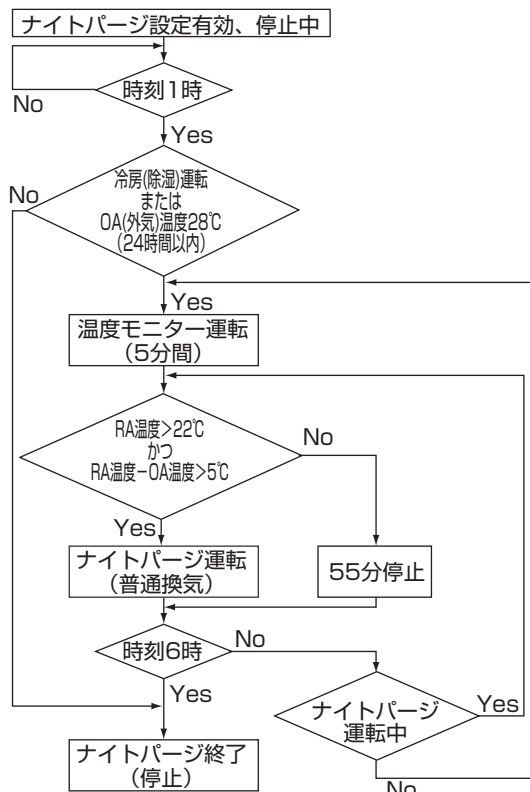 ナイトパージ設定有効、停止中
時刻1時
No
Yes
No
冷房(除湿)運転
または
OA(外気)温度28℃
(24時間以内)
Yes
温度モニター運転
(5分間)
RA温度>22℃
かつ
RA温度-OA温度>5℃
No
Yes
ナイトパージ運転
(普通換気)
55分停止
時刻6時
No
Yes
ナイトパージ
運転中
Yes
ナイトパージ終了
(停止)
No